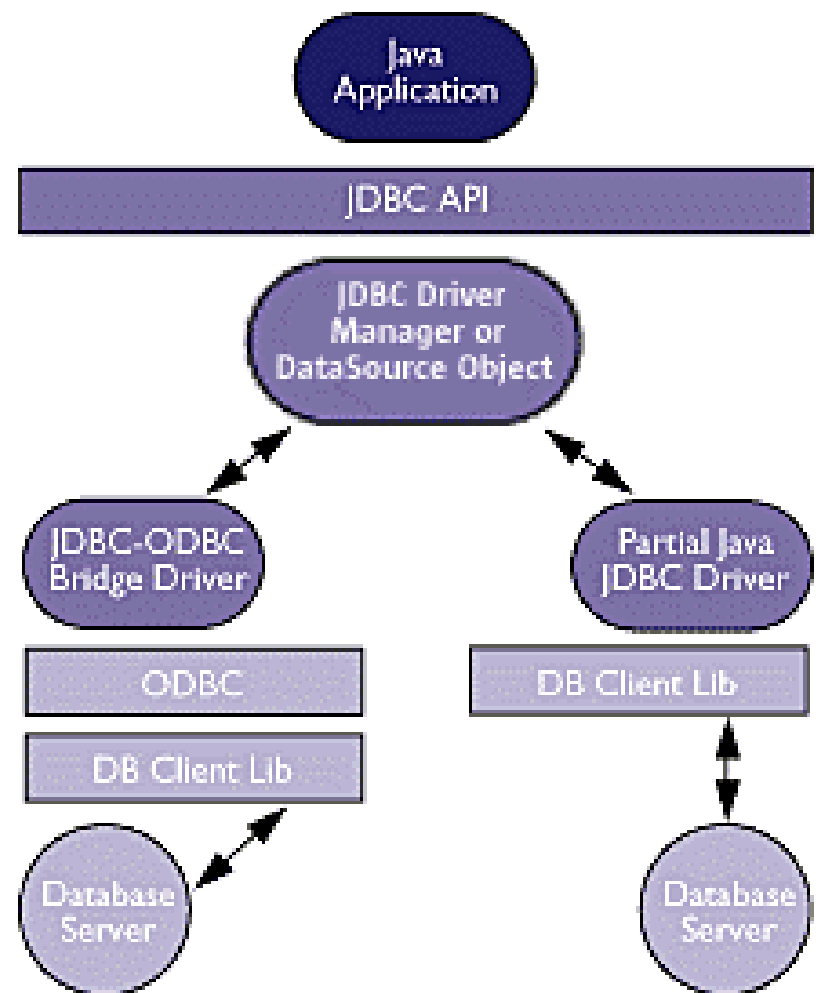 Java
Application
JDBC API
JDBC Driver
Manager or
DataSource Object
JDBC-ODBC
Bridge Driver
Partial Java
JDBC Driver
ODBC
DB Client Lib
DB Client Lib
Database
Server
Database
Server